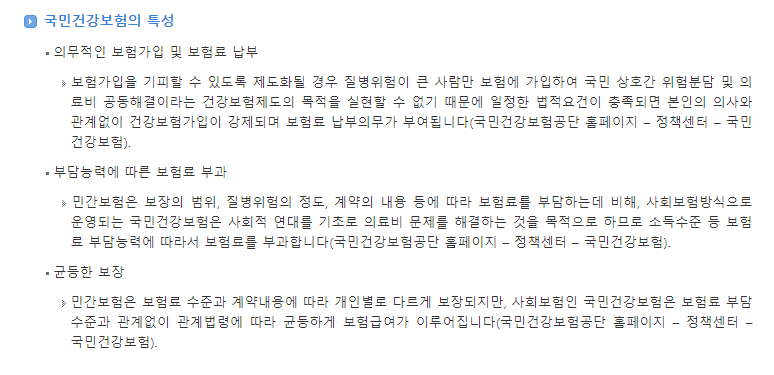 국민건강보험의 특성
의무적인 보험가입 및 보험료 납부
보험가입을 기피할 수 있도록 제도화될 경우 질병위험이 큰 사람만 보험에 가입하여 국민 상호간 위험분담 및 의
료비 공동해결이라는 건강보험제도의 목적을 실현할 수 없기 때문에 일정한 법적요건이 충족되면 본인의 의사와
관계없이 건강보험가입이 강제되며 보험료 납부의무가 부여됩니다(국민건강보험공단 홈페이지 – 정책센터 – 국민
건강보험).
부담능력에 따른 보험료 부과
민간보험은 보장의 범위, 질병위험의 정도, 계약의 내용 등에 따라 보험료를 부담하는데 비해, 사회보험방식으로
운영되는 국민건강보험은 사회적 연대를 기초로 의료비 문제를 해결하는 것을 목적으로 하므로 소득수준 등 보험
료 부담능력에 따라서 보험료를 부과합니다(국민건강보험공단 홈페이지 – 정책센터 – 국민건강보험).
균등한 보장
민간보험은 보험료 수준과 계약내용에 따라 개인별로 다르게 보장되지만, 사회보험인 국민건강보험은 보험료 부담
수준과 관계없이 관계법령에 따라 균등하게 보험급여가 이루어집니다(국민건강보험공단 홈페이지 – 정책센터 –
국민건강보험).